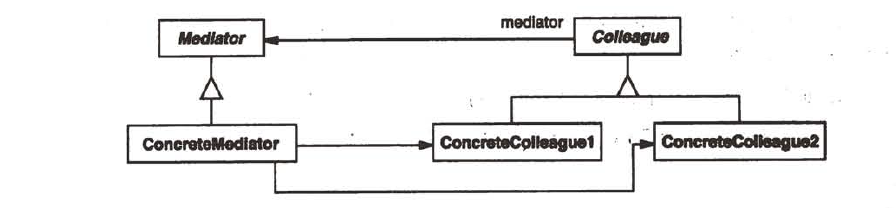 mediator
Mediator
Colleague
ConcreteMediator
ConcreteColleague1
ConcreteColleague2